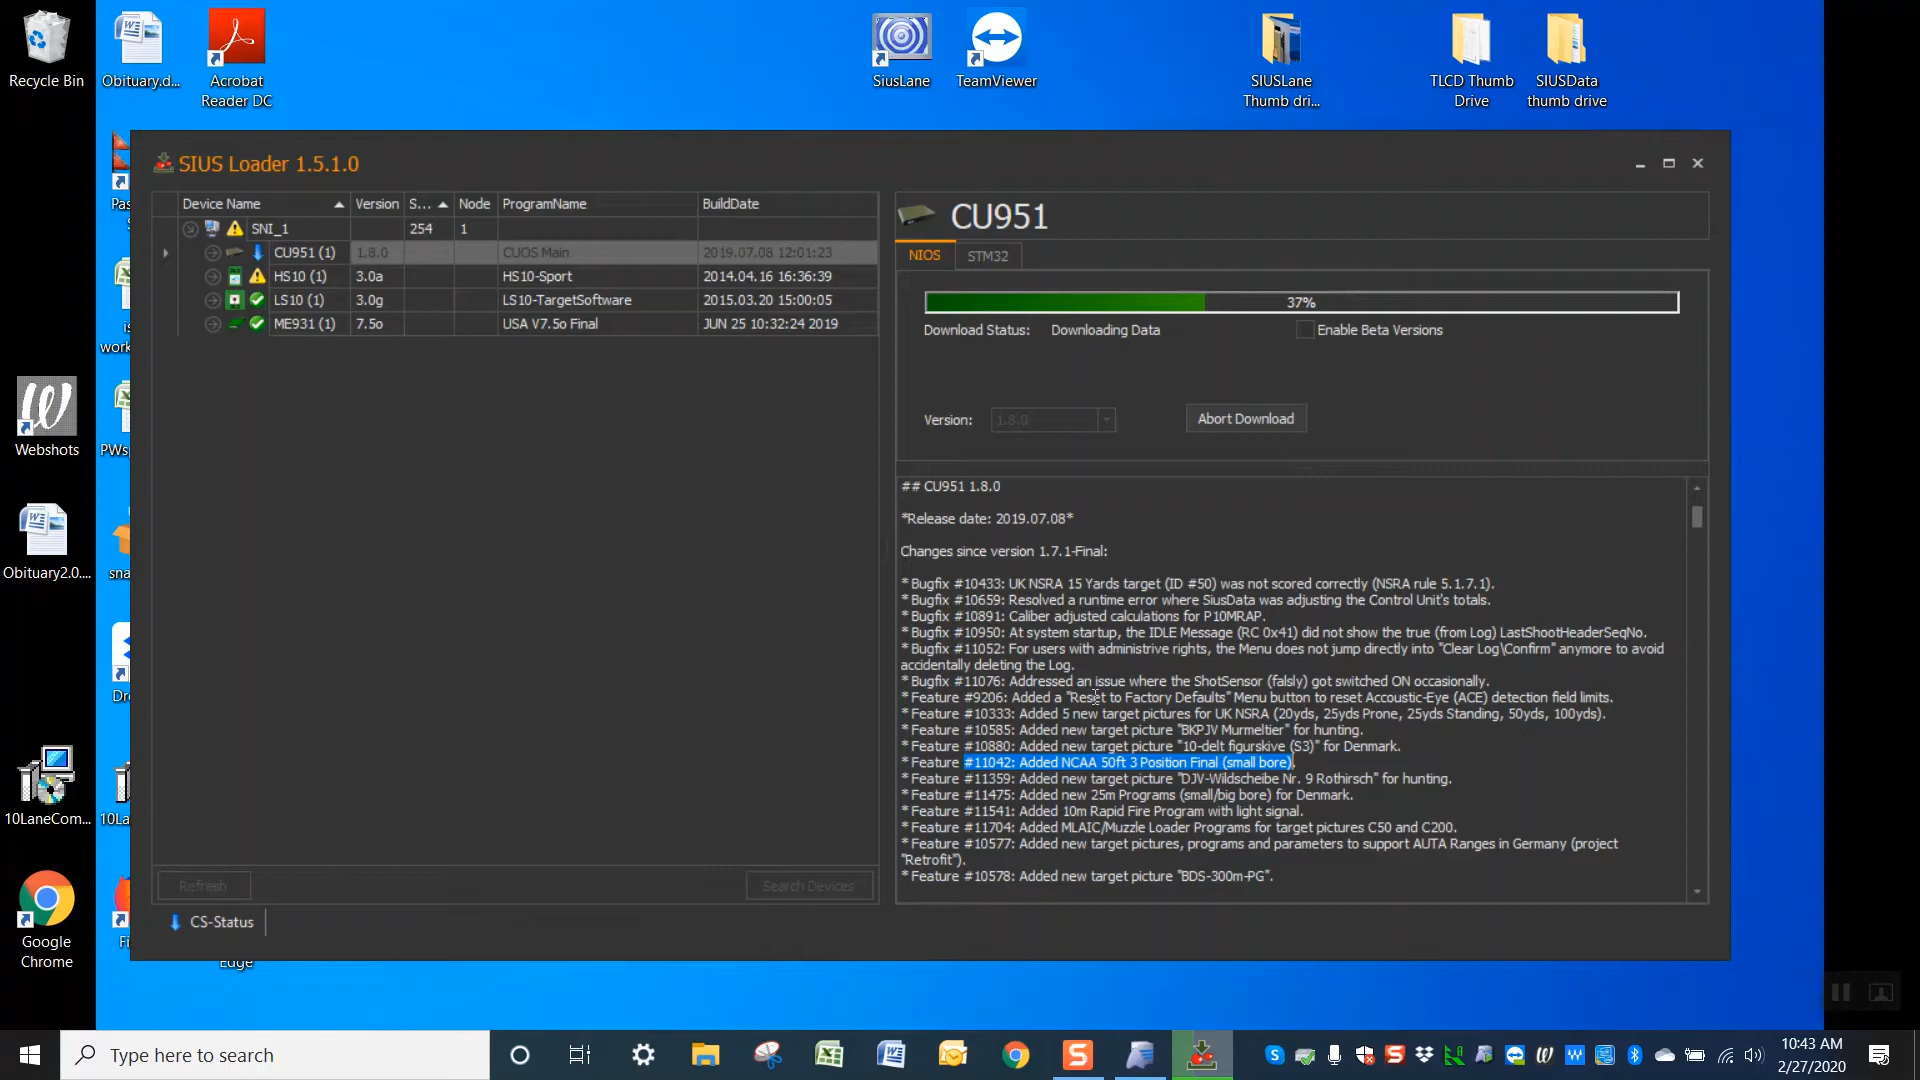 Recycle Bin
Obituary.d...
Acrobat
Reader DC
SiusLane
TeamViewer
SIUSLane
Thumb dri...
TLCD Thumb
Drive
SIUSData
thumb drive
SIUS Loader 1.5.1.0
Device Name Version S... Node ProgramName BuildDate
SNI_1 254 1
CU951 (1) 1.8.0 CUOS Main 2019.07.08 12:01:23
HS10 (1) 3.0a HS10-Sport 2014.04.16 16:36:39
LS10 (1) 3.0g LS10-TargetSoftware 2015.03.20 15:00:05
ME931 (1) 7.5o USA V7.5o Final JUN 25 10:32:24 2019
Refresh
Search Devices
CS-Status
CU951
NIOS STM32
37%
Download Status: Downloading Data Enable Beta Versions
Version: 1.8.0 Abort Download
## CU951 1.8.0
*Release date: 2019.07.08*
Changes since version 1.7.1-Final:
* Bugfix #10433: UK NSRA 15 Yards target (ID #50) was not scored correctly (NSRA rule 5.1.7.1).
* Bugfix #10659: Resolved a runtime error where SiusData was adjusting the Control Unit's totals.
* Bugfix #10891: Caliber adjusted calculations for P10MRAP.
* Bugfix #10950: At system startup, the IDLE Message (RC 0x41) did not show the true (from Log) LastShootHeaderSeqNo.
* Bugfix #11052: For users with administrive rights, the Menu does not jump directly into "Clear Log\Confirm" anymore to avoid
accidentally deleting the Log.
* Bugfix #11076: Addressed an issue where the ShotSensor (falsly) got switched ON occasionally.
* Feature #9206: Added a "Reset to Factory Defaults" Menu button to reset Accoustic-Eye (ACE) detection field limits.
* Feature #10333: Added 5 new target pictures for UK NSRA (20yds, 25yds Prone, 25yds Standing, 50yds, 100yds).
* Feature #10585: Added new target picture "BKPJV Murmeltier" for hunting.
* Feature #10880: Added new target picture "10-delt figurskive (S3)" for Denmark.
* Feature #11042: Added NCAA 50ft 3 Position Final (small bore).
* Feature #11359: Added new target picture "DJV-Wildscheibe Nr. 9 Rothirsch" for hunting.
* Feature #11475: Added new 25m Programs (small/big bore) for Denmark.
* Feature #11541: Added 10m Rapid Fire Program with light signal.
* Feature #11704: Added MLAIC/Muzzle Loader Programs for target pictures C50 and C200.
* Feature #10577: Added new target pictures, programs and parameters to support AUTA Ranges in Germany (project
"Retrofit").
* Feature #10578: Added new target picture "BDS-300m-PG".
Pas
is
work
Webshots
PWs
Obituary2.0....
sna
Dr
10LaneCom...
10La
Google
Chrome
Fi
Edge
Type here to search
10:43 AM
2/27/2020